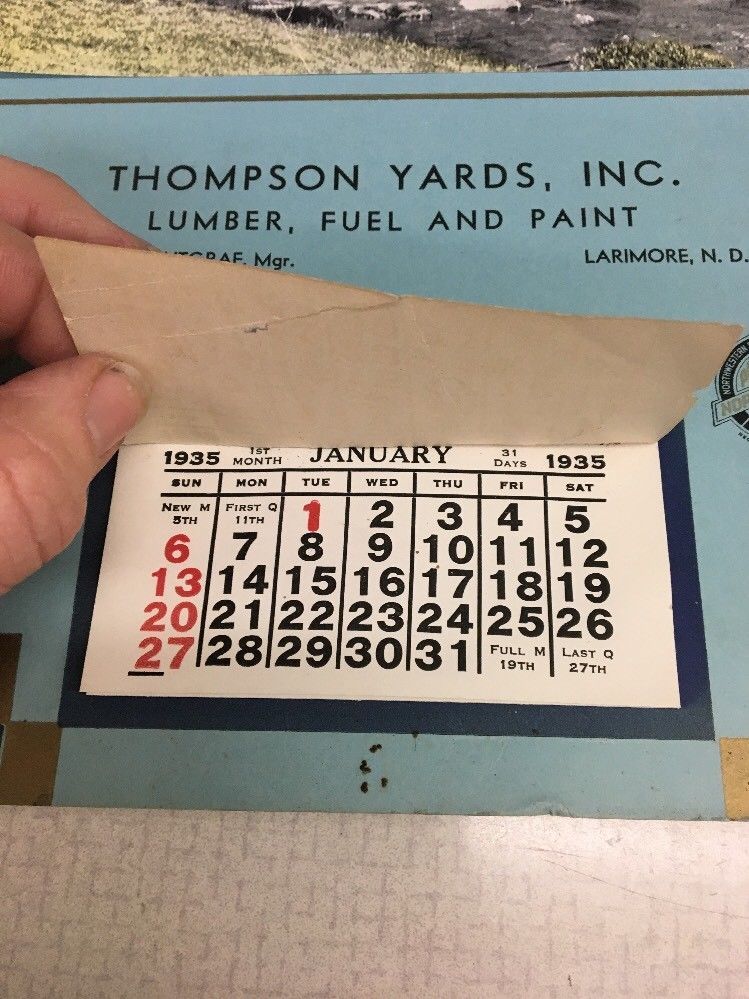 THOMPSON YARDS, INC.
LUMBER, FUEL AND PAINT
Mgr. LARIMORE, N. D.
NORTHWESTERN
1935 1ST MONTH JANUARY 31 DAYS 1935
SUN MON TUE WED THU FRI SAT
NEW M 5TH FIRST Q 11TH 1 2 3 4 5
6 7 8 9 10 11 12
13 14 15 16 17 18 19
20 21 22 23 24 25 26
27 28 29 30 31 FULL M 19TH LAST Q 27TH